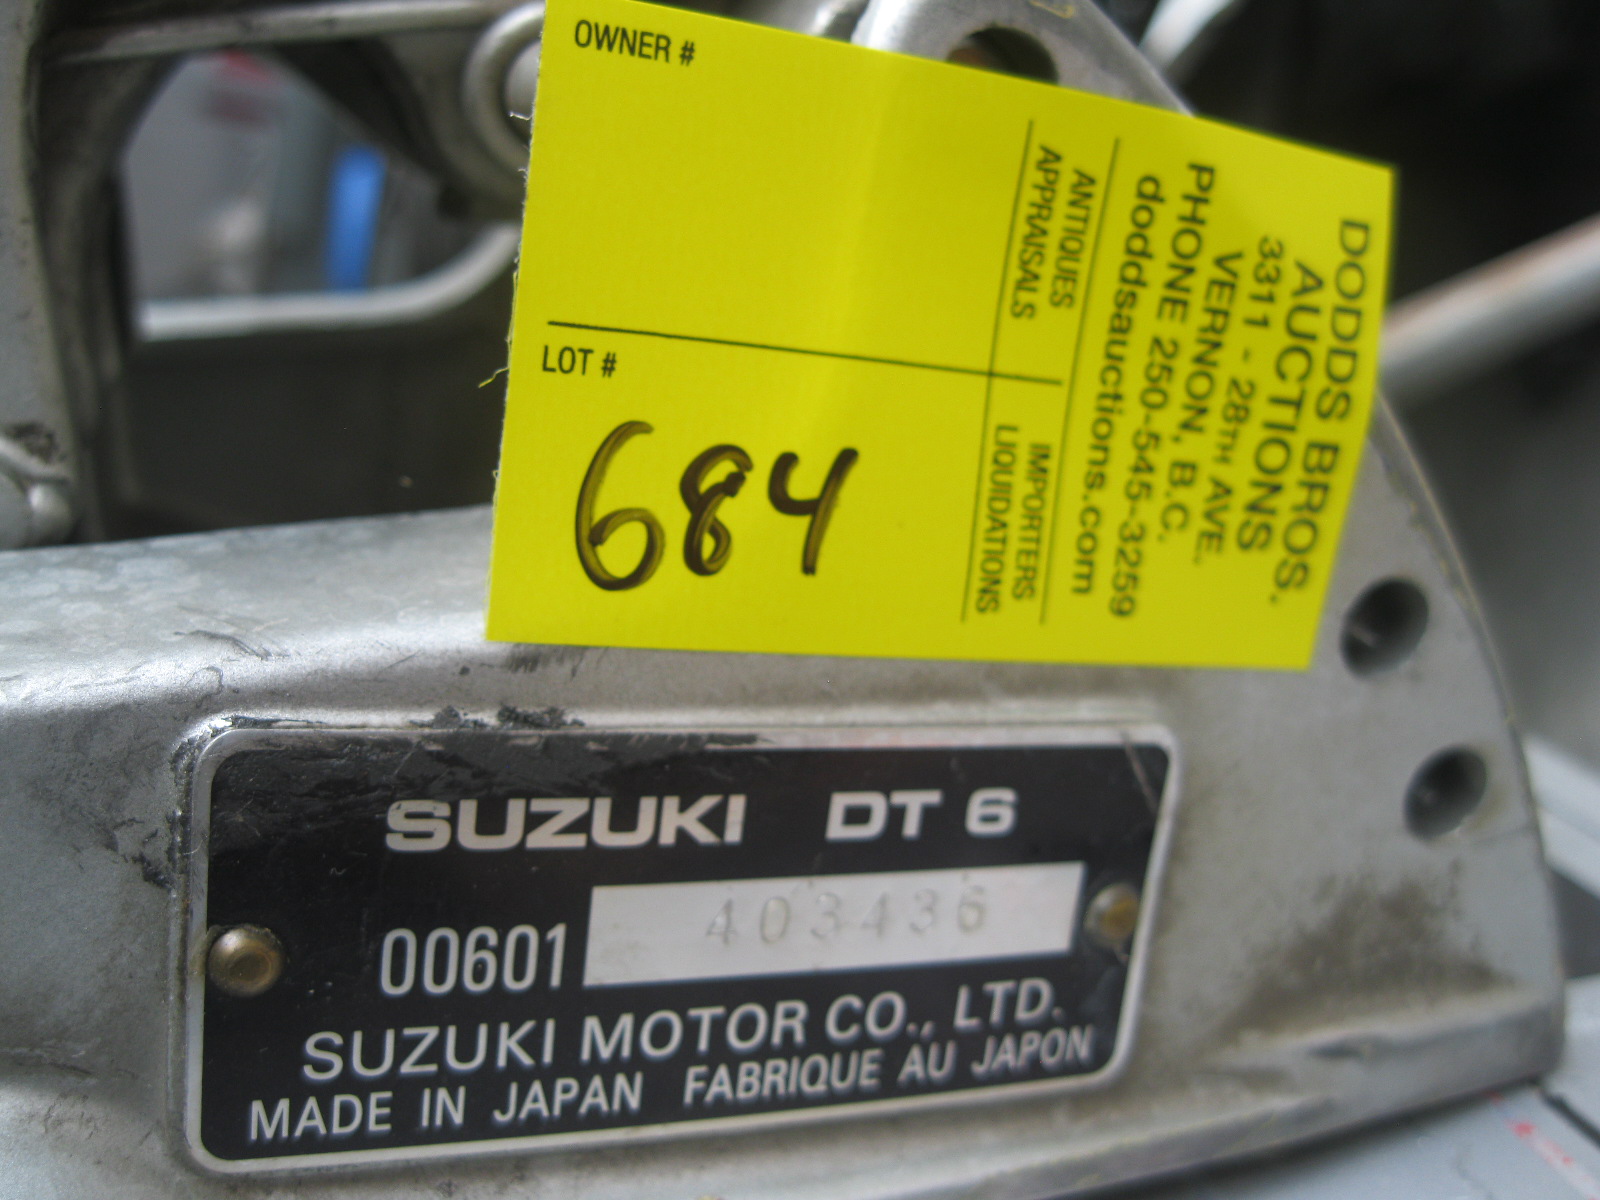 OWNER #
LOT #
684
DODDS BROS.
AUCTIONS
3311 - 28TH AVE.
VERNON, B.C.
PHONE 250-545-3259
doddsauctions.com
ANTIQUES
APPRAISALS
IMPORTERS
LIQUIDATIONS
SUZUKI DT 6
00601 403436
SUZUKI MOTOR CO., LTD.
MADE IN JAPAN FABRIQUE AU JAPON